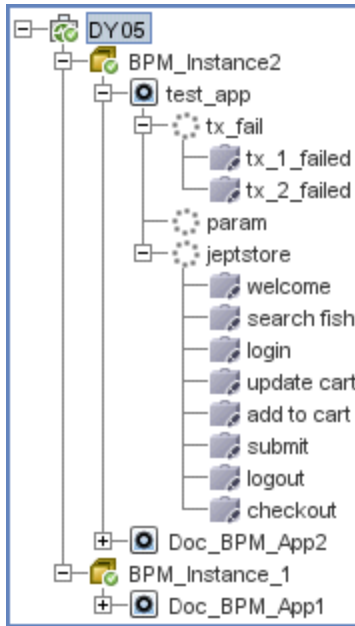 DY05
BPM_Instance2
test_app
tx_fail
tx_1_failed
tx_2_failed
param
jeptstore
welcome
search fish
login
update cart
add to cart
submit
logout
checkout
Doc_BPM_App2
BPM_Instance_1
Doc_BPM_App1